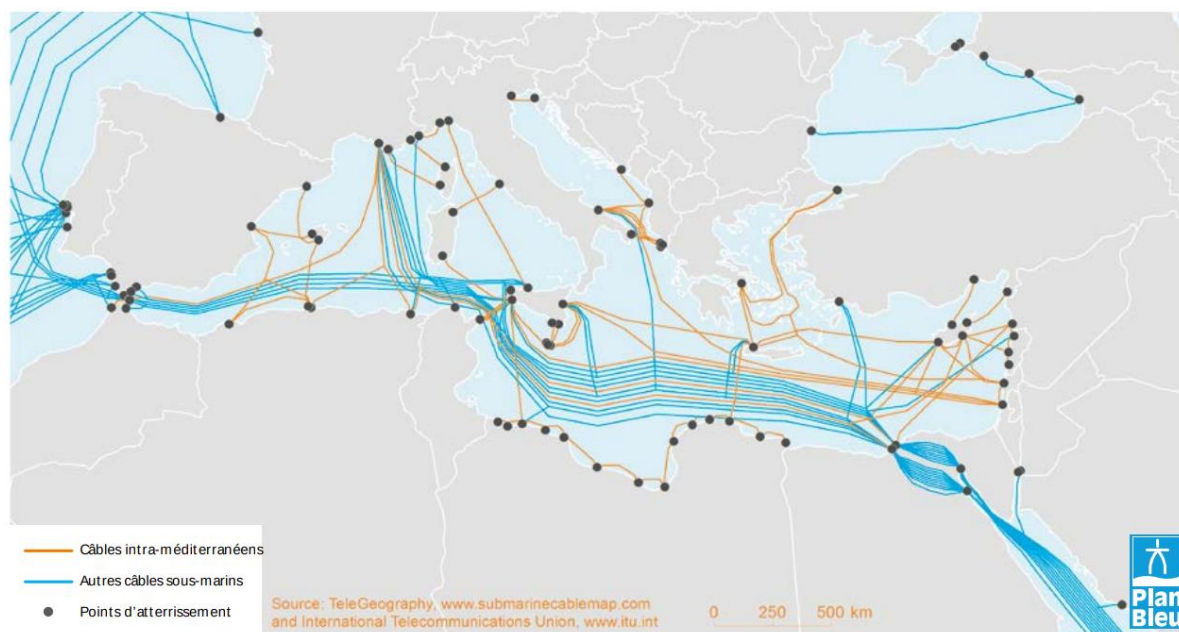 Câbles intra-méditerranéens
Autres câbles sous-marins
Points d'atterrissement
Source: TeleGeography, www.submarinecablemap.com
and International Telecommunications Union, www.itu.int
0 250 500 km
Plan
Bleu